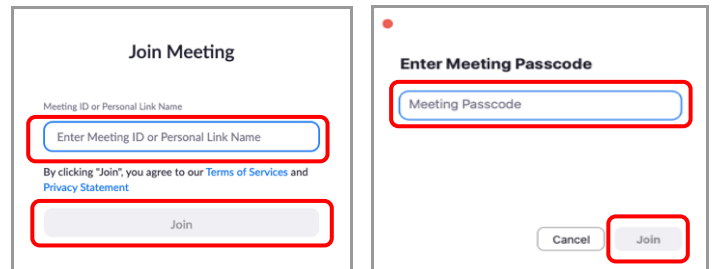 Join Meeting
Meeting ID or Personal Link Name
Enter Meeting ID or Personal Link Name
By clicking "Join", you agree to our Terms of Services and
Privacy Statement
Join
Enter Meeting Passcode
Meeting Passcode
Cancel
Join